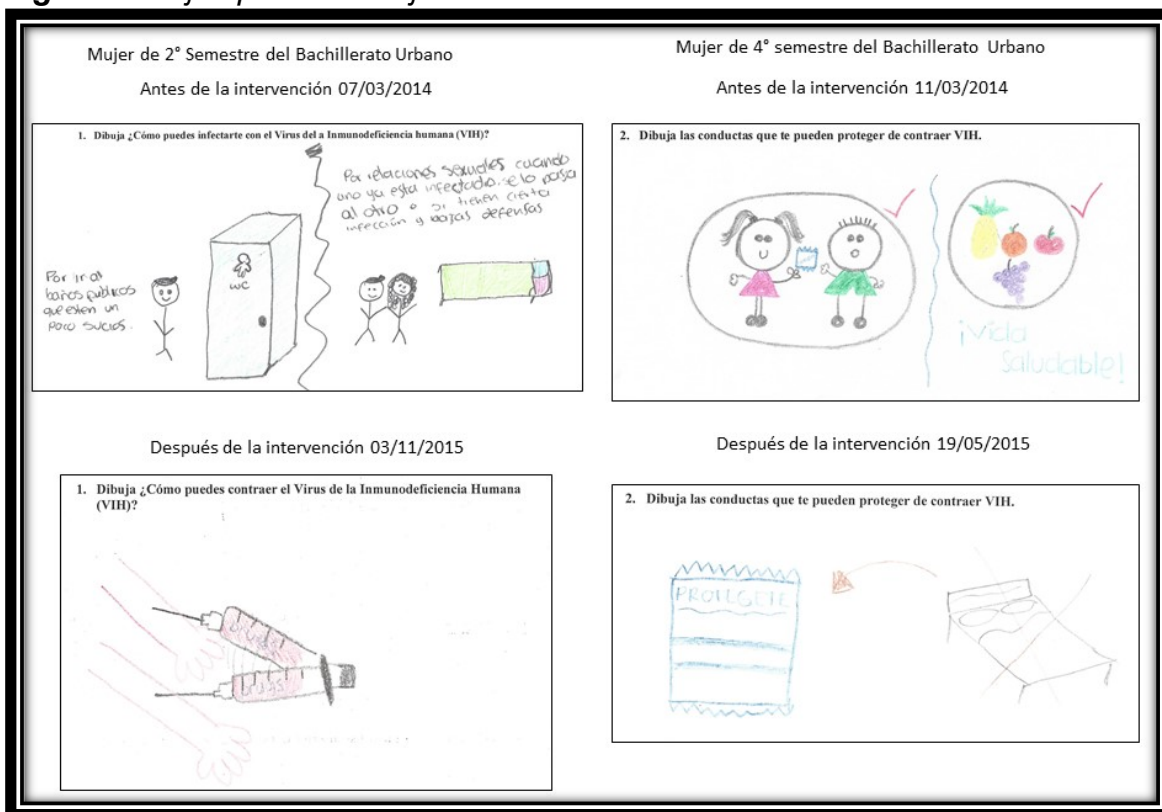 Mujer de 2° Semestre del Bachillerato Urbano
Antes de la intervención 07/03/2014
1. Dibuja ¿Cómo puedes infectarte con el Virus del a Inmunodeficiencia humana (VIH)?
Por ir al
baños públicos
que esten un
poco sucios.
WC
Por relaciones sexuales cuando
uno ya esta infectado. se lo pasa
al otro o si tienen cierta
infección y bajas defensas
Mujer de 4° semestre del Bachillerato Urbano
Antes de la intervención 11/03/2014
2. Dibuja las conductas que te pueden proteger de contraer VIH.
¡Vida
Saludable!
Después de la intervención 03/11/2015
1. Dibuja ¿Cómo puedes contraer el Virus de la Inmunodeficiencia Humana
(VIH)?
Después de la intervención 19/05/2015
2. Dibuja las conductas que te pueden proteger de contraer VIH.
PROTEGETE